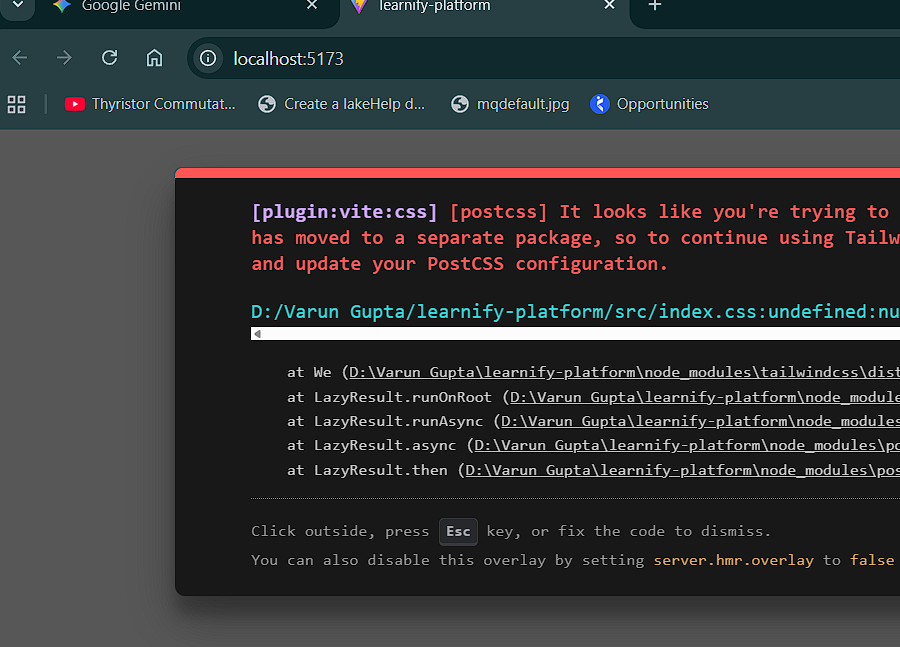 Google Gemini
learnify-platform
localhost:5173
Thyristor Commutat...
Create a lakeHelp d...
mqdefault.jpg
Opportunities
[plugin:vite:css] [postcss] It looks like you're trying to
has moved to a separate package, so to continue using Tailw
and update your PostCSS configuration.
D:/Varun Gupta/learnify-platform/src/index.css:undefined:nu
at We (D:\Varun Gupta\learnify-platform\node_modules\tailwindcss\dist
at LazyResult.runOnRoot (D:\Varun Gupta\learnify-platform\node_module
at LazyResult.runAsync (D:\Varun Gupta\learnify-platform\node_modules
at LazyResult.async (D:\Varun Gupta\learnify-platform\node_modules\po
at LazyResult.then (D:\Varun Gupta\learnify-platform\node_modules\pos
Click outside, press Esc key, or fix the code to dismiss.
You can also disable this overlay by setting server.hmr.overlay to false